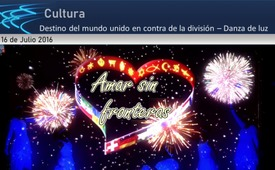 Cultura
Destino del mundo unido en contra de la división – Danza de luz
16 de Julio 2016
Amar sin
fronteras